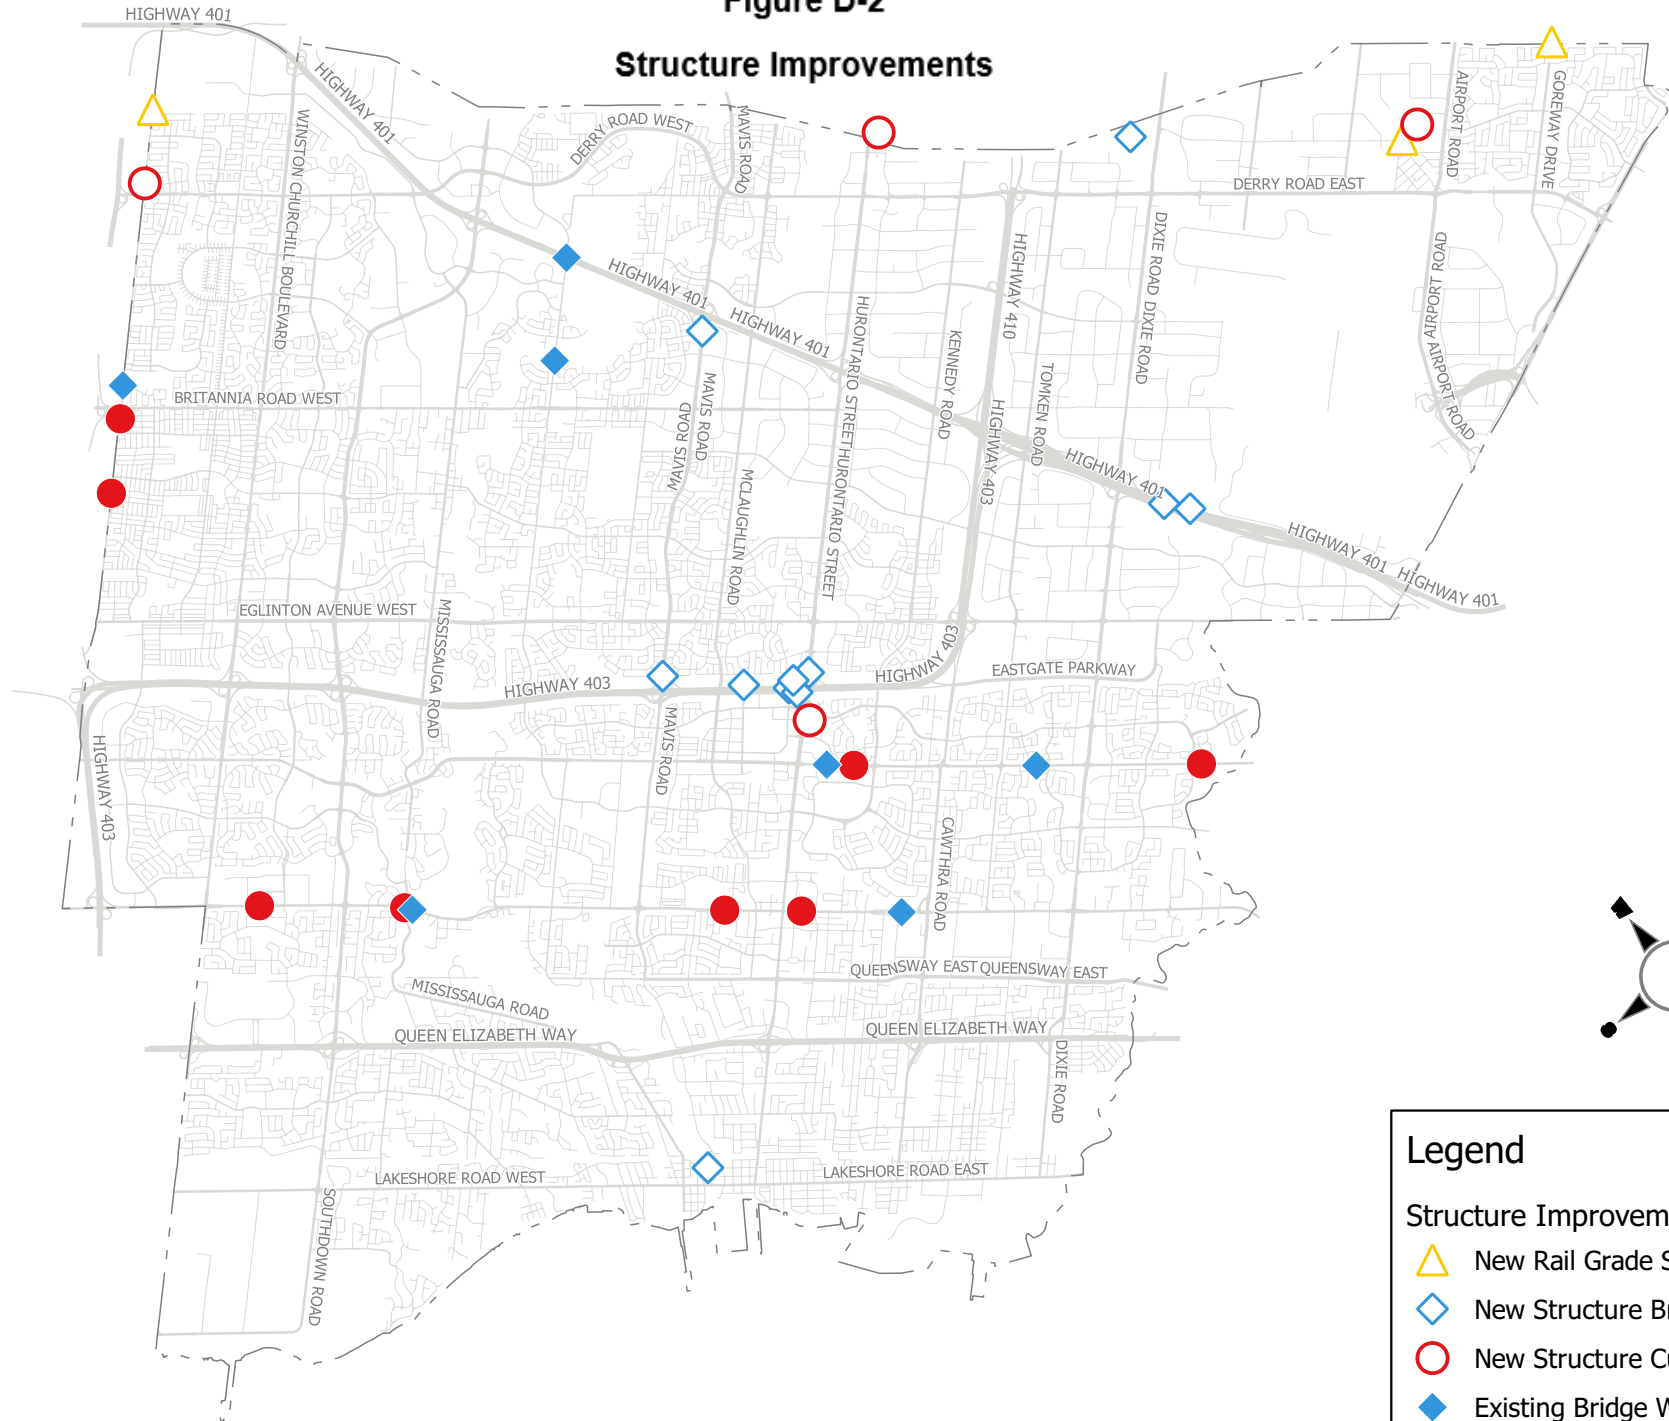 Figure D-2
Structure Improvements
HIGHWAY 401
HIGHWAY 401
WINSTON CHURCHILL BOULEVARD
DERRY ROAD WEST
MAVIS ROAD
AIRPORT ROAD
GOREWAY DRIVE
DERRY ROAD EAST
DIXIE ROAD
DIXIE ROAD
HIGHWAY 410
AIRPORT ROAD
AIRPORT ROAD
HIGHWAY 401
HIGHWAY 401
HURONTARIO STREET
HURONTARIO STREET
KENNEDY ROAD
TOMKEN ROAD
BRITANNIA ROAD WEST
MAVIS ROAD
MAVIS ROAD
HIGHWAY 403
HIGHWAY 401
MCLAUGHLIN ROAD
HIGHWAY 401
HIGHWAY 401
EGLINTON AVENUE WEST
MISSISSAUGA ROAD
HIGHWAY 403
HIGHWAY 403
EASTGATE PARKWAY
HIGHWAY 403
MAVIS ROAD
CAWTHRA ROAD
QUEENSWAY EAST
QUEENSWAY EAST
MISSISSAUGA ROAD
QUEEN ELIZABETH WAY
QUEEN ELIZABETH WAY
DIXIE ROAD
LAKESHORE ROAD WEST
LAKESHORE ROAD EAST
SOUTHDOWN ROAD
Legend
Structure Improvem
New Rail Grade S
New Structure Br
New Structure Cu
Existing Bridge W